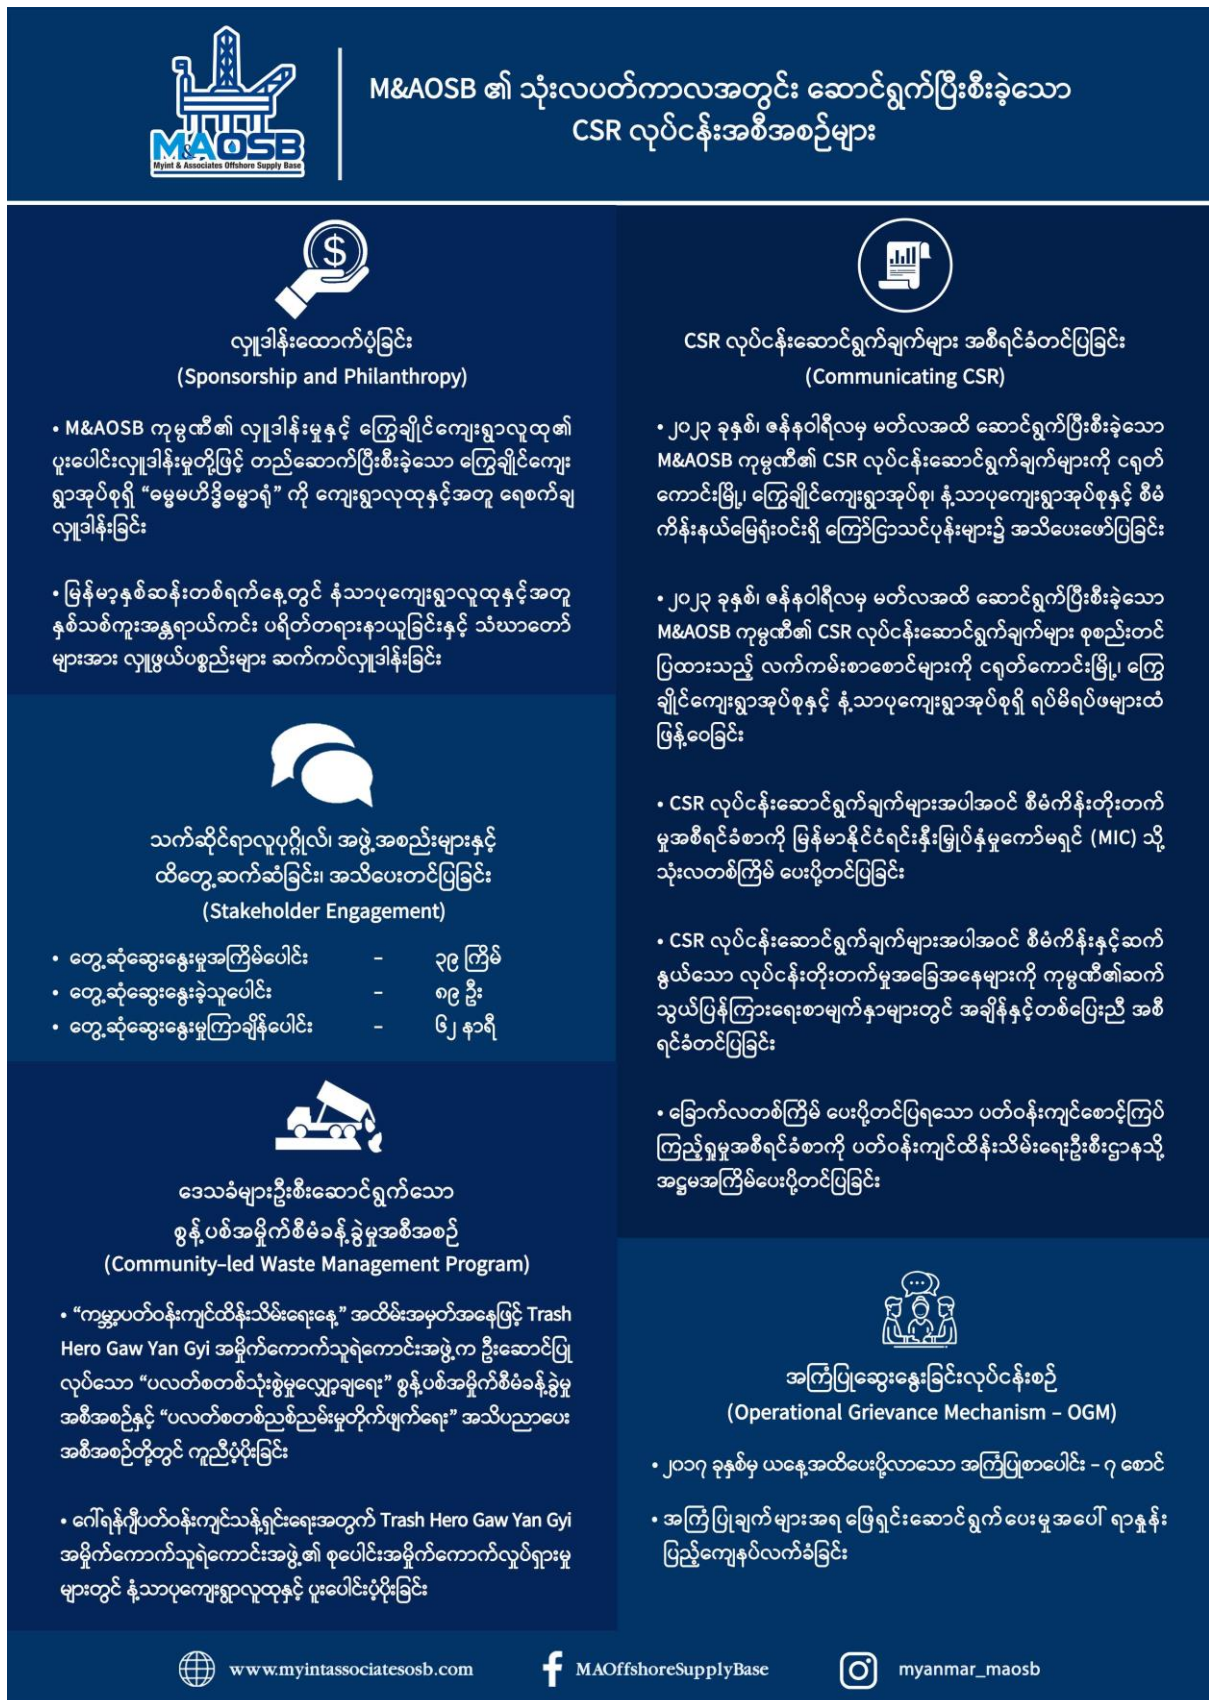 M&AOSB
Myint & Associates Offshore Supply Base
M&AOSB ၏ သုံးလပတ်ကာလအတွင်း ဆောင်ရွက်ပြီးစီးခဲ့သော
CSR လုပ်ငန်းအစီအစဉ်များ
လှူဒါန်းထောက်ပံ့ခြင်း
(Sponsorship and Philanthropy)
• M&AOSB ကုမ္ပဏီ၏ လှူဒါန်းမှုနှင့် ကြွေချိုင်ကျေးရွာလူထု၏
ပူးပေါင်းလှူဒါန်းမှုတို့ဖြင့် တည်ဆောက်ပြီးစီးခဲ့သော ကြွေချိုင်ကျေး
ရွာအုပ်စုရှိ “ဓမ္မမဟိဒ္ဓိဓမ္မာရုံ” ကို ကျေးရွာလူထုနှင့်အတူ ရေစက်ချ
လှူဒါန်းခြင်း
• မြန်မာ့နှစ်ဆန်းတစ်ရက်နေ့တွင် နံသာပုကျေးရွာလူထုနှင့်အတူ
နှစ်သစ်ကူးအန္တရာယ်ကင်း ပရိတ်တရားနာယူခြင်းနှင့် သံဃာတော်
များအား လှူဖွယ်ပစ္စည်းများ ဆက်ကပ်လှူဒါန်းခြင်း
သက်ဆိုင်ရာလူပုဂ္ဂိုလ်၊ အဖွဲ့အစည်းများနှင့်
ထိတွေ့ဆက်ဆံခြင်း၊ အသိပေးတင်ပြခြင်း
(Stakeholder Engagement)
• တွေ့ဆုံဆွေးနွေးမှုအကြိမ်ပေါင်း – ၃၉ ကြိမ်
• တွေ့ဆုံဆွေးနွေးခဲ့သူပေါင်း – ၈၉ ဦး
• တွေ့ဆုံဆွေးနွေးမှုကြာချိန်ပေါင်း – ၆၂ နာရီ
ဒေသခံများဦးစီးဆောင်ရွက်သော
စွန့်ပစ်အမှိုက်စီမံခန့်ခွဲမှုအစီအစဉ်
(Community-led Waste Management Program)
• “ကမ္ဘာ့ပတ်ဝန်းကျင်ထိန်းသိမ်းရေးနေ့” အထိမ်းအမှတ်အနေဖြင့် Trash
Hero Gaw Yan Gyi အမှိုက်ကောက်သူရဲကောင်းအဖွဲ့က ဦးဆောင်ပြု
လုပ်သော “ပလတ်စတစ်သုံးစွဲမှုလျှော့ချရေး” စွန့်ပစ်အမှိုက်စီမံခန့်ခွဲမှု
အစီအစဉ်နှင့် “ပလတ်စတစ်ညစ်ညမ်းမှုတိုက်ဖျက်ရေး” အသိပညာပေး
အစီအစဉ်တို့တွင် ကူညီပံ့ပိုးခြင်း
• ဂေါ်ရန်ဂျီပတ်ဝန်းကျင်သန့်ရှင်းရေးအတွက် Trash Hero Gaw Yan Gyi
အမှိုက်ကောက်သူရဲကောင်းအဖွဲ့၏ စုပေါင်းအမှိုက်ကောက်လှုပ်ရှားမှု
များတွင် နံ့သာပုကျေးရွာလူထုနှင့် ပူးပေါင်းပံ့ပိုးခြင်း
CSR လုပ်ငန်းဆောင်ရွက်ချက်များ အစီရင်ခံတင်ပြခြင်း
(Communicating CSR)
• ၂၀၂၃ ခုနှစ်၊ ဇန်နဝါရီလမှ မတ်လအထိ ဆောင်ရွက်ပြီးစီးခဲ့သော
M&AOSB ကုမ္ပဏီ၏ CSR လုပ်ငန်းဆောင်ရွက်ချက်များကို ငရုတ်
ကောင်းမြို့၊ ကြွေချိုင်ကျေးရွာအုပ်စု၊ နံ့သာပုကျေးရွာအုပ်စုနှင့် စီမံ
ကိန်းနယ်မြေရုံးဝင်းရှိ ကြော်ငြာသင်ပုန်းများ၌ အသိပေးဖော်ပြခြင်း
• ၂၀၂၃ ခုနှစ်၊ ဇန်နဝါရီလမှ မတ်လအထိ ဆောင်ရွက်ပြီးစီးခဲ့သော
M&AOSB ကုမ္ပဏီ၏ CSR လုပ်ငန်းဆောင်ရွက်ချက်များ စုစည်းတင်
ပြထားသည့် လက်ကမ်းစာစောင်များကို ငရုတ်ကောင်းမြို့၊ ကြွေ
ချိုင်ကျေးရွာအုပ်စုနှင့် နံ့သာပုကျေးရွာအုပ်စုရှိ ရပ်မိရပ်ဖများထံ
ဖြန့်ဝေခြင်း
• CSR လုပ်ငန်းဆောင်ရွက်ချက်များအပါအဝင် စီမံကိန်းတိုးတက်
မှုအစီရင်ခံစာကို မြန်မာနိုင်ငံရင်းနှီးမြှုပ်နှံမှုကော်မရှင် (MIC) သို့
သုံးလတစ်ကြိမ် ပေးပို့တင်ပြခြင်း
• CSR လုပ်ငန်းဆောင်ရွက်ချက်များအပါအဝင် စီမံကိန်းနှင့်ဆက်
နွယ်သော လုပ်ငန်းတိုးတက်မှုအခြေအနေများကို ကုမ္ပဏီ၏ဆက်
သွယ်ပြန်ကြားရေးစာမျက်နှာများတွင် အချိန်နှင့်တစ်ပြေးညီ အစီ
ရင်ခံတင်ပြခြင်း
• ခြောက်လတစ်ကြိမ် ပေးပို့တင်ပြရသော ပတ်ဝန်းကျင်စောင့်ကြပ်
ကြည့်ရှုမှုအစီရင်ခံစာကို ပတ်ဝန်းကျင်ထိန်းသိမ်းရေးဦးစီးဌာနသို့
အဋ္ဌမအကြိမ်ပေးပို့တင်ပြခြင်း
အကြံပြုဆွေးနွေးခြင်းလုပ်ငန်းစဉ်
(Operational Grievance Mechanism – OGM)
• ၂၀၁၇ ခုနှစ်မှ ယနေ့အထိပေးပို့လာသော အကြံပြုစာပေါင်း – ၇ စောင်
• အကြံပြုချက်များအရ ဖြေရှင်းဆောင်ရွက်ပေးမှုအပေါ် ရာနှုန်း
ပြည့်ကျေနပ်လက်ခံခြင်း
www.myintassociatesosb.com
MAOffshoreSupplyBase
myanmar_maosb